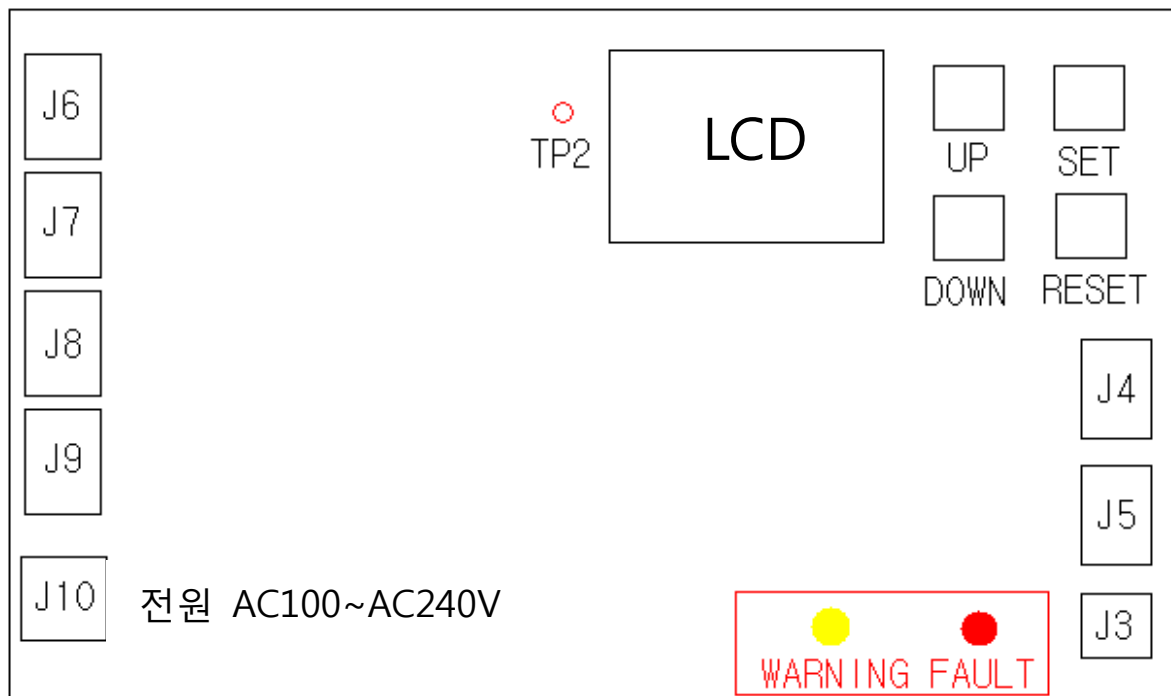 J6
TP2
LCD
UP
SET
J7
DOWN
RESET
J8
J4
J9
J5
J10
전원 AC100~AC240V
WARNING
FAULT
J3